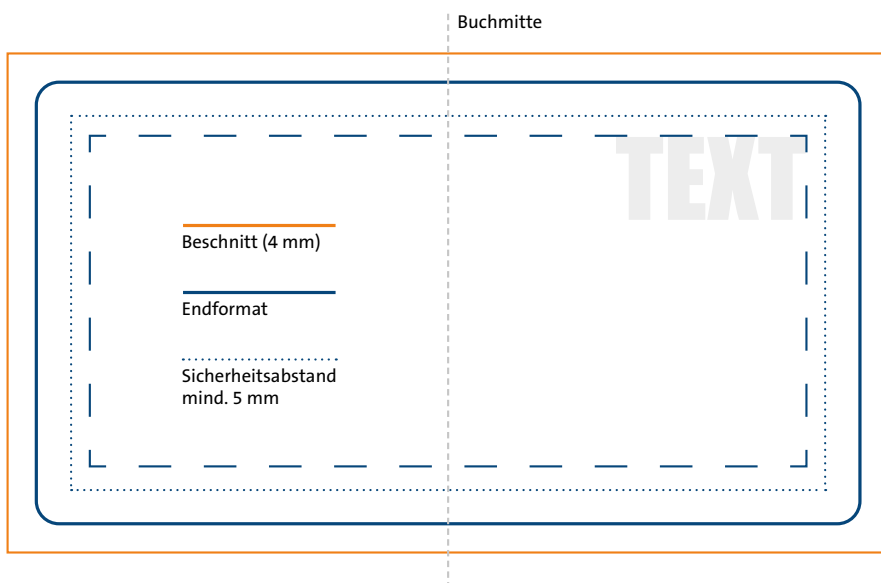 Buchmitte
TEXT
Beschnitt (4 mm)
Endformat
Sicherheitsabstand
mind. 5 mm